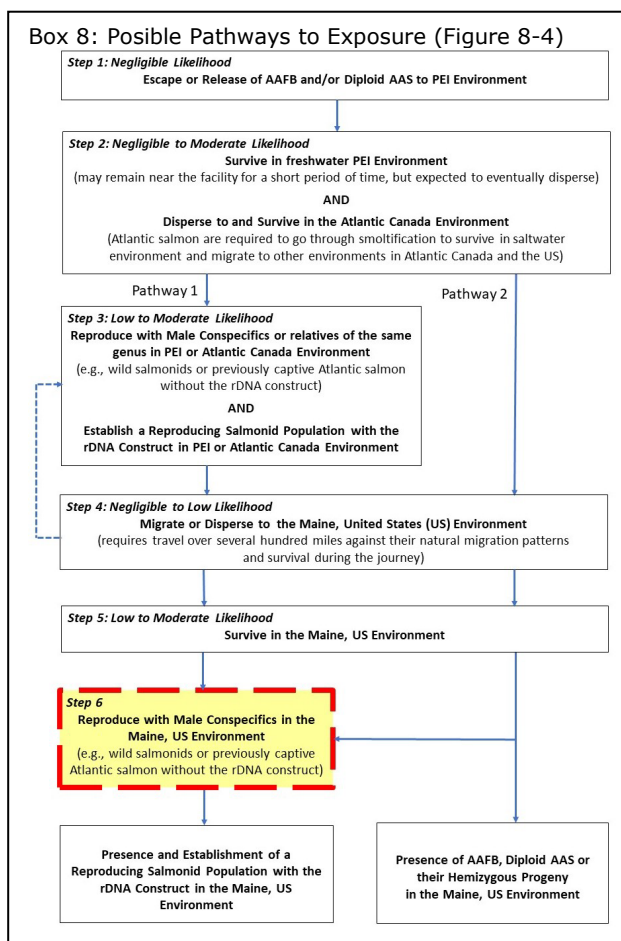 Box 8: Posible Pathways to Exposure (Figure 8-4)
Step 1: Negligible Likelihood
Escape or Release of AAFB and/or Diploid AAS to PEI Environment
Step 2: Negligible to Moderate Likelihood
Survive in freshwater PEI Environment
(may remain near the facility for a short period of time, but expected to eventually disperse)
AND
Disperse to and Survive in the Atlantic Canada Environment
(Atlantic salmon are required to go through smoltification to survive in saltwater
environment and migrate to other environments in Atlantic Canada and the US)
Pathway 1
Pathway 2
Step 3: Low to Moderate Likelihood
Reproduce with Male Conspecifics or relatives of the same
genus in PEI or Atlantic Canada Environment
(e.g., wild salmonids or previously captive Atlantic salmon
without the rDNA construct)
AND
Establish a Reproducing Salmonid Population with the
rDNA Construct in PEI or Atlantic Canada Environment
Step 4: Negligible to Low Likelihood
Migrate or Disperse to the Maine, United States (US) Environment
(requires travel over several hundred miles against their natural migration patterns
and survival during the journey)
Step 5: Low to Moderate Likelihood
Survive in the Maine, US Environment
Step 6
Reproduce with Male Conspecifics in the
Maine, US Environment
(e.g., wild salmonids or previously captive
Atlantic salmon without the rDNA construct)
Presence and Establishment of a
Reproducing Salmonid Population with the
rDNA Construct in the Maine, US
Environment
Presence of AAFB, Diploid AAS or
their Hemizygous Progeny
in the Maine, US Environment